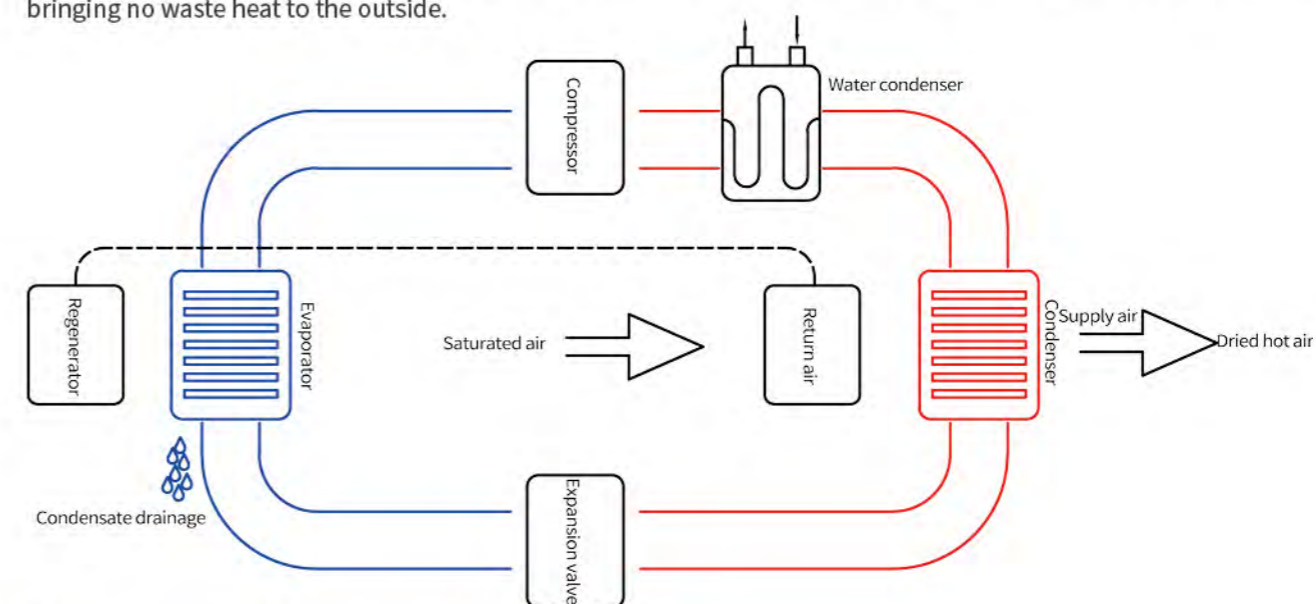 bringing no waste heat to the outside.
Compressor
Water condenser
Regenerator
Evaporator
Saturated air
Return air
Condenser
Supply air
Dried hot air
Condensate drainage
Expansion valve